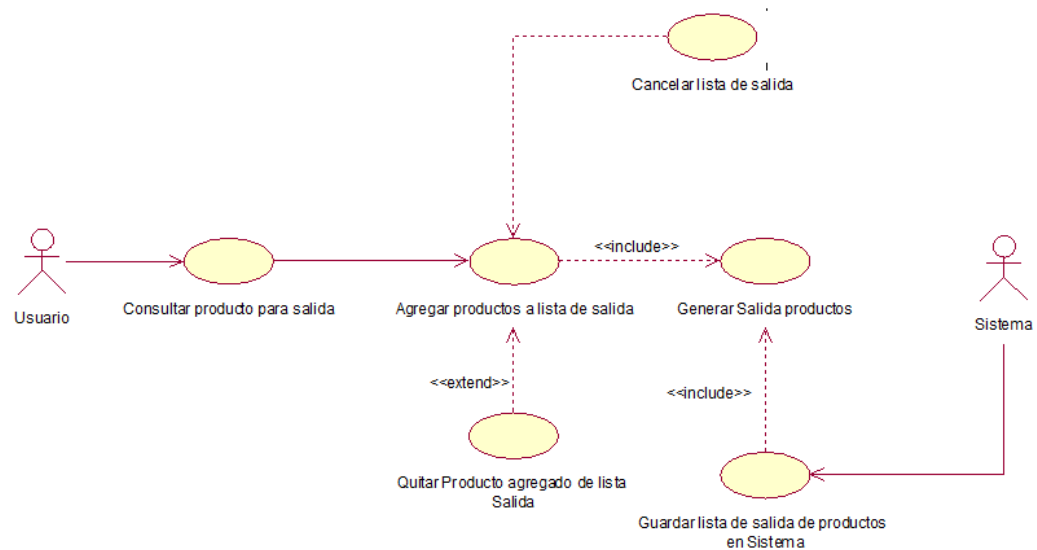 Cancelar lista de salida
<<include>>
Usuario
Consultar producto para salida
Agregar productos a lista de salida
Generar Salida productos
Sistema
<<extend>>
<<include>>
Quitar Producto agregado de lista
Salida
Guardar lista de salida de productos
en Sistema